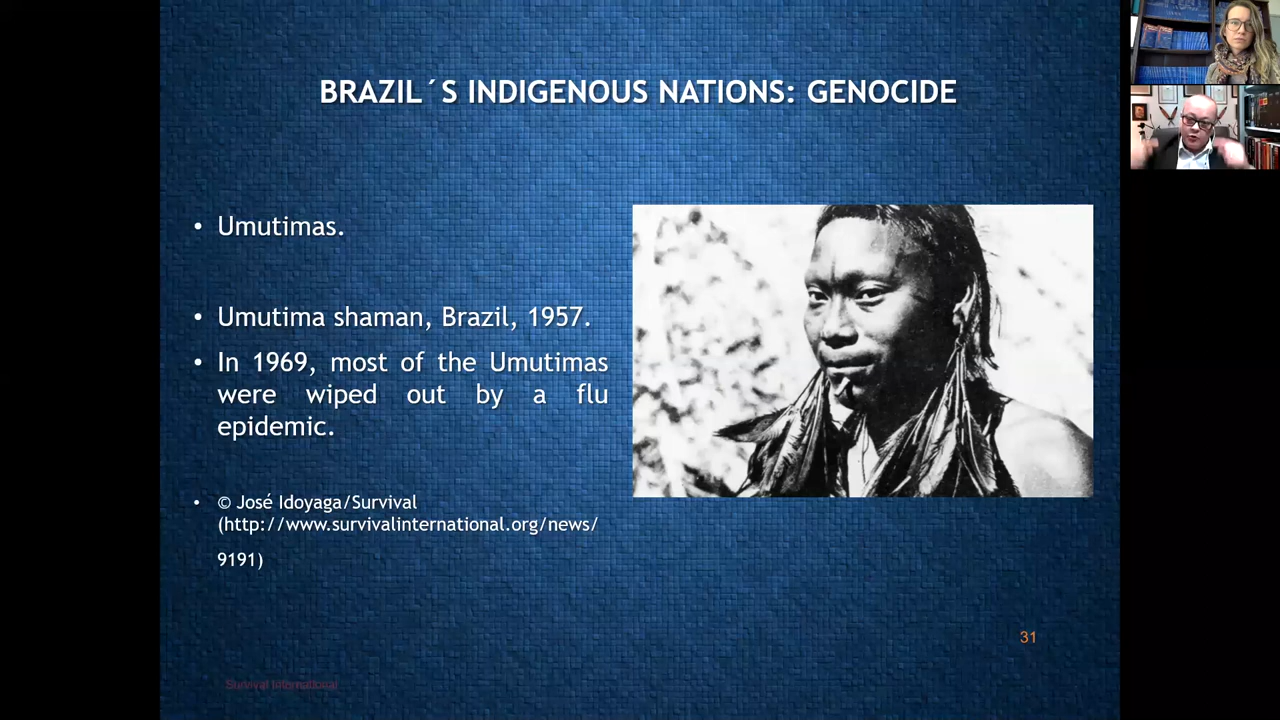 BRAZIL´S INDIGENOUS NATIONS: GENOCIDE
• Umutimas.
• Umutima shaman, Brazil, 1957.
• In 1969, most of the Umutimas
were wiped out by a flu
epidemic.
• © José Idoyaga/Survival
(http://www.survivalinternational.org/news/
9191)
31
Survival International